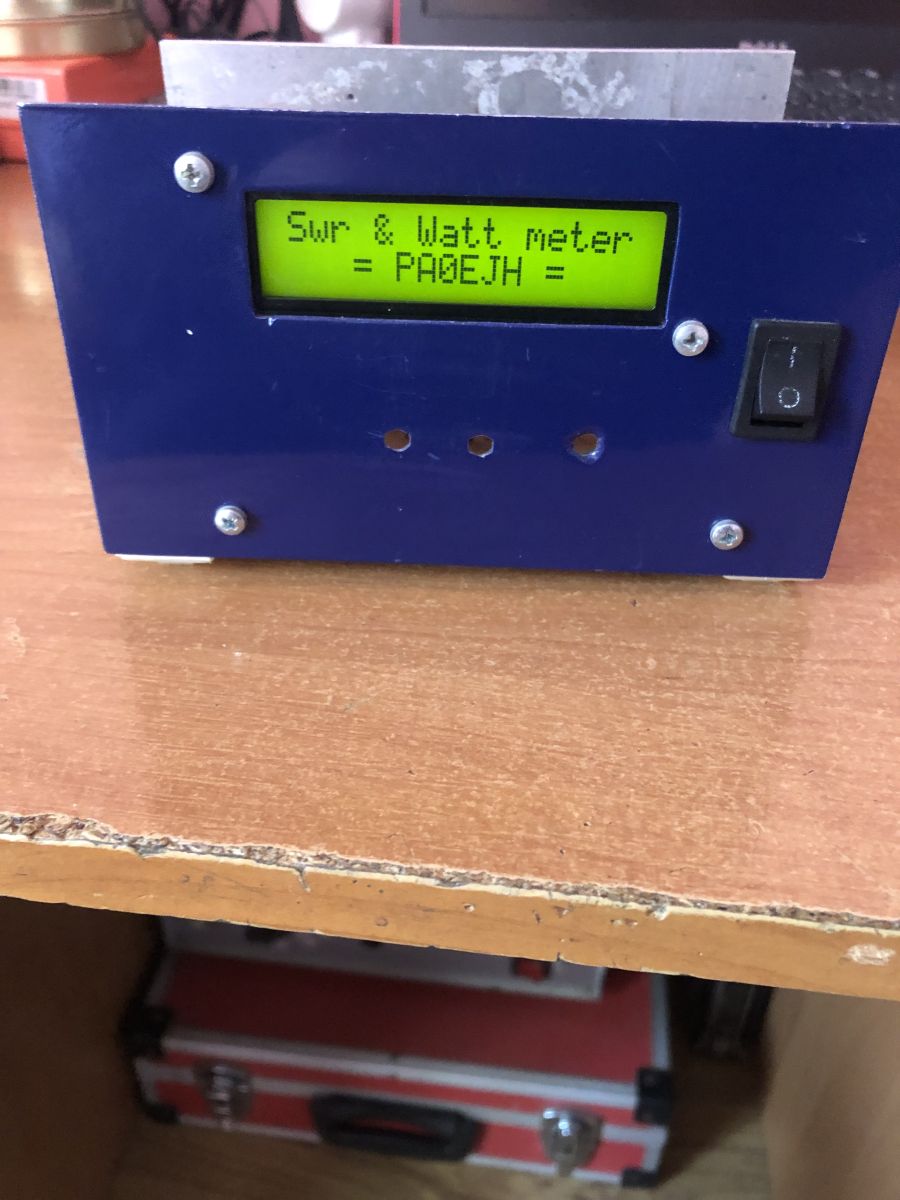 Swr & Watt meter
= PA0EJH =